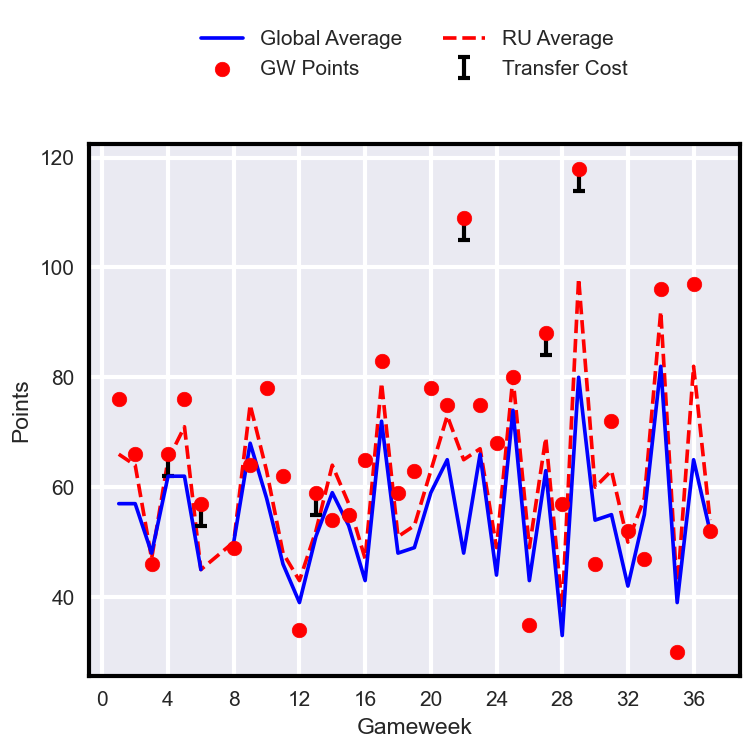 Global Average
RU Average
GW Points
Transfer Cost
120
100
80
60
40
Points
0 4 8 12 16 20 24 28 32 36
Gameweek